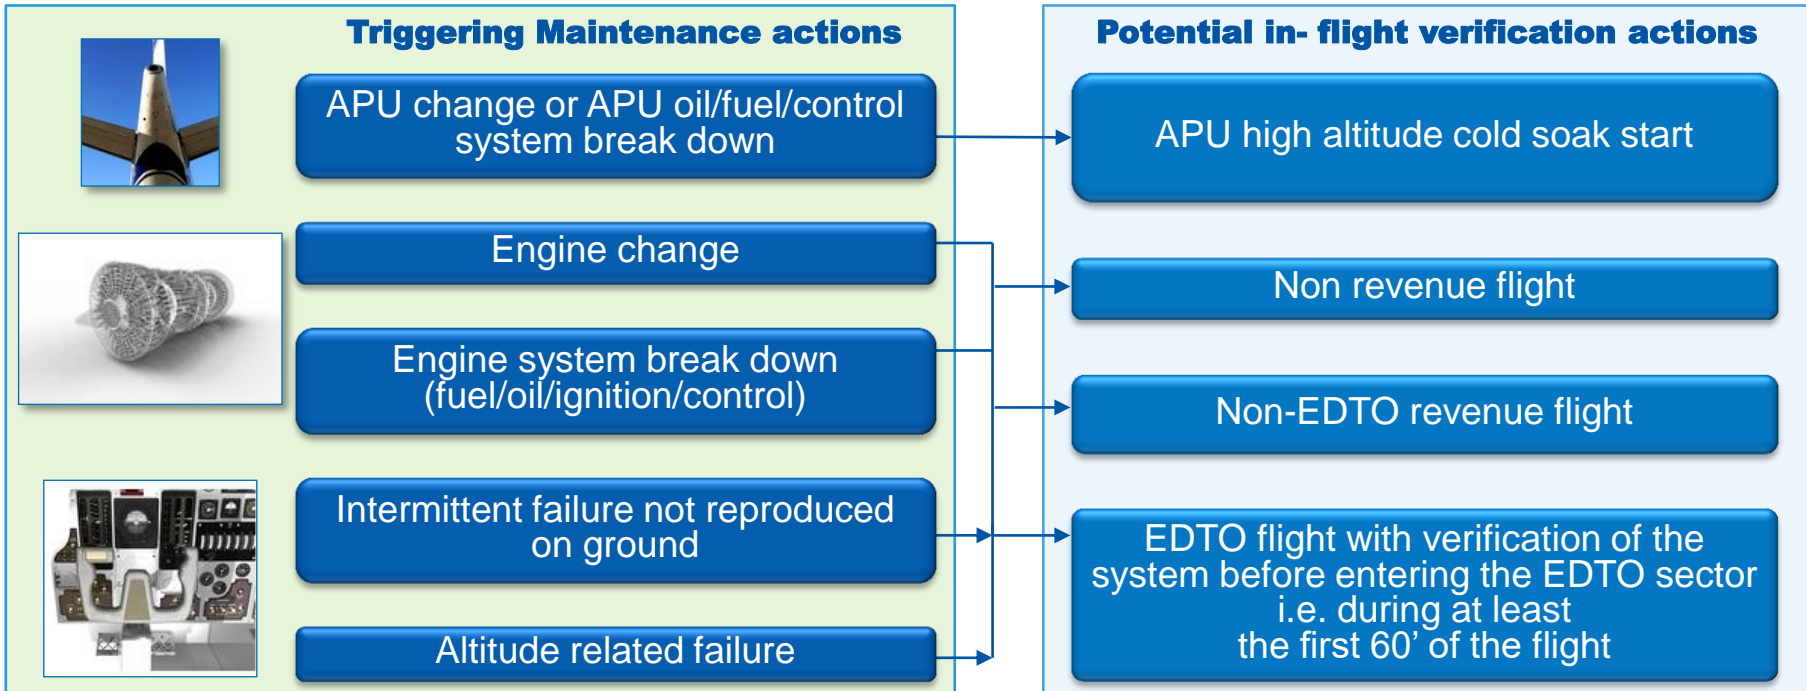 Triggering Maintenance actions
APU change or APU oil/fuel/control
system break down
Engine change
Engine system break down
(fuel/oil/ignition/control)
Intermittent failure not reproduced
on ground
Altitude related failure
Potential in- flight verification actions
APU high altitude cold soak start
Non revenue flight
Non-EDTO revenue flight
EDTO flight with verification of the
system before entering the EDTO sector
i.e. during at least
the first 60’ of the flight